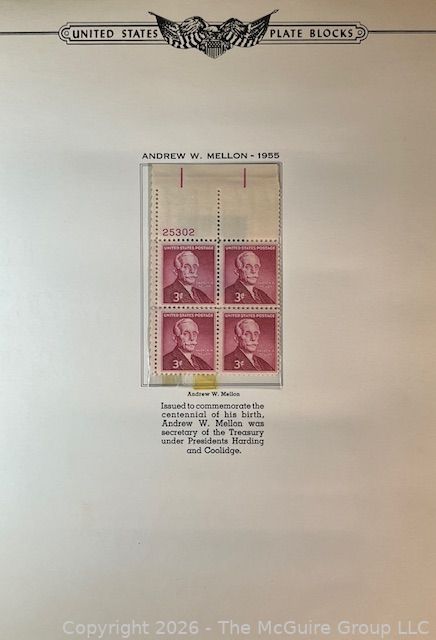 UNITED STATES PLATE BLOCKS
ANDREW W. MELLON - 1955
25302
UNITED STATES POSTAGE UNITED STATES POSTAGE
3¢ 3¢
UNITED STATES POSTAGE UNITED STATES POSTAGE
3¢ 3¢
Andrew W. Mellon
Issued to commemorate the
centennial of his birth,
Andrew W. Mellon was
secretary of the Treasury
under Presidents Harding
and Coolidge.
Copyright 2026 - The McGuire Group LLC